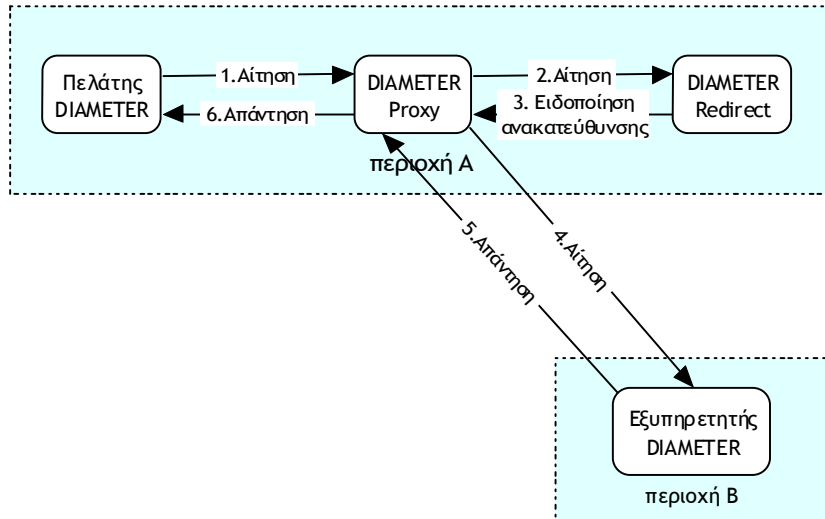 Πελάτης
DIAMETER
1.Αίτηση
6.Απάντηση
DIAMETER
Proxy
2.Αίτηση
3. Ειδοποίηση
ανακατεύθυνσης
DIAMETER
Redirect
περιοχή Α
5.Απάντηση
4.Αίτηση
Εξυπηρετητής
DIAMETER
περιοχή Β